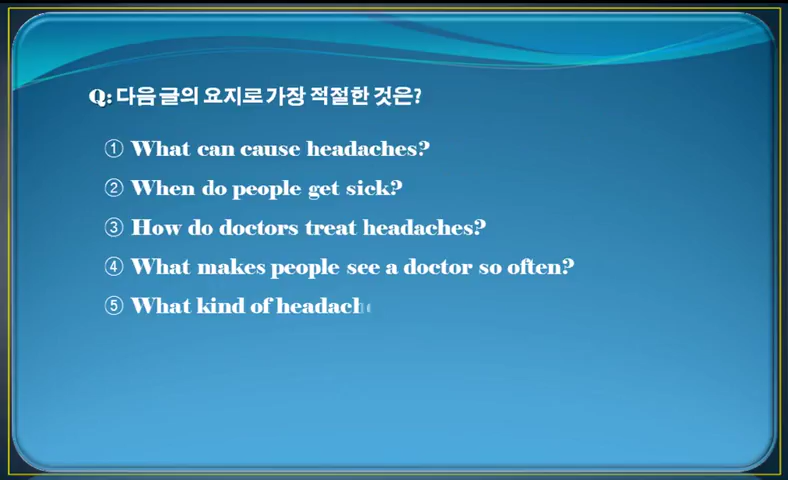 Q: 다음 글의 요지로 가장 적절한 것은?
① What can cause headaches?
② When do people get sick?
③ How do doctors treat headaches?
④ What makes people see a doctor so often?
⑤ What kind of